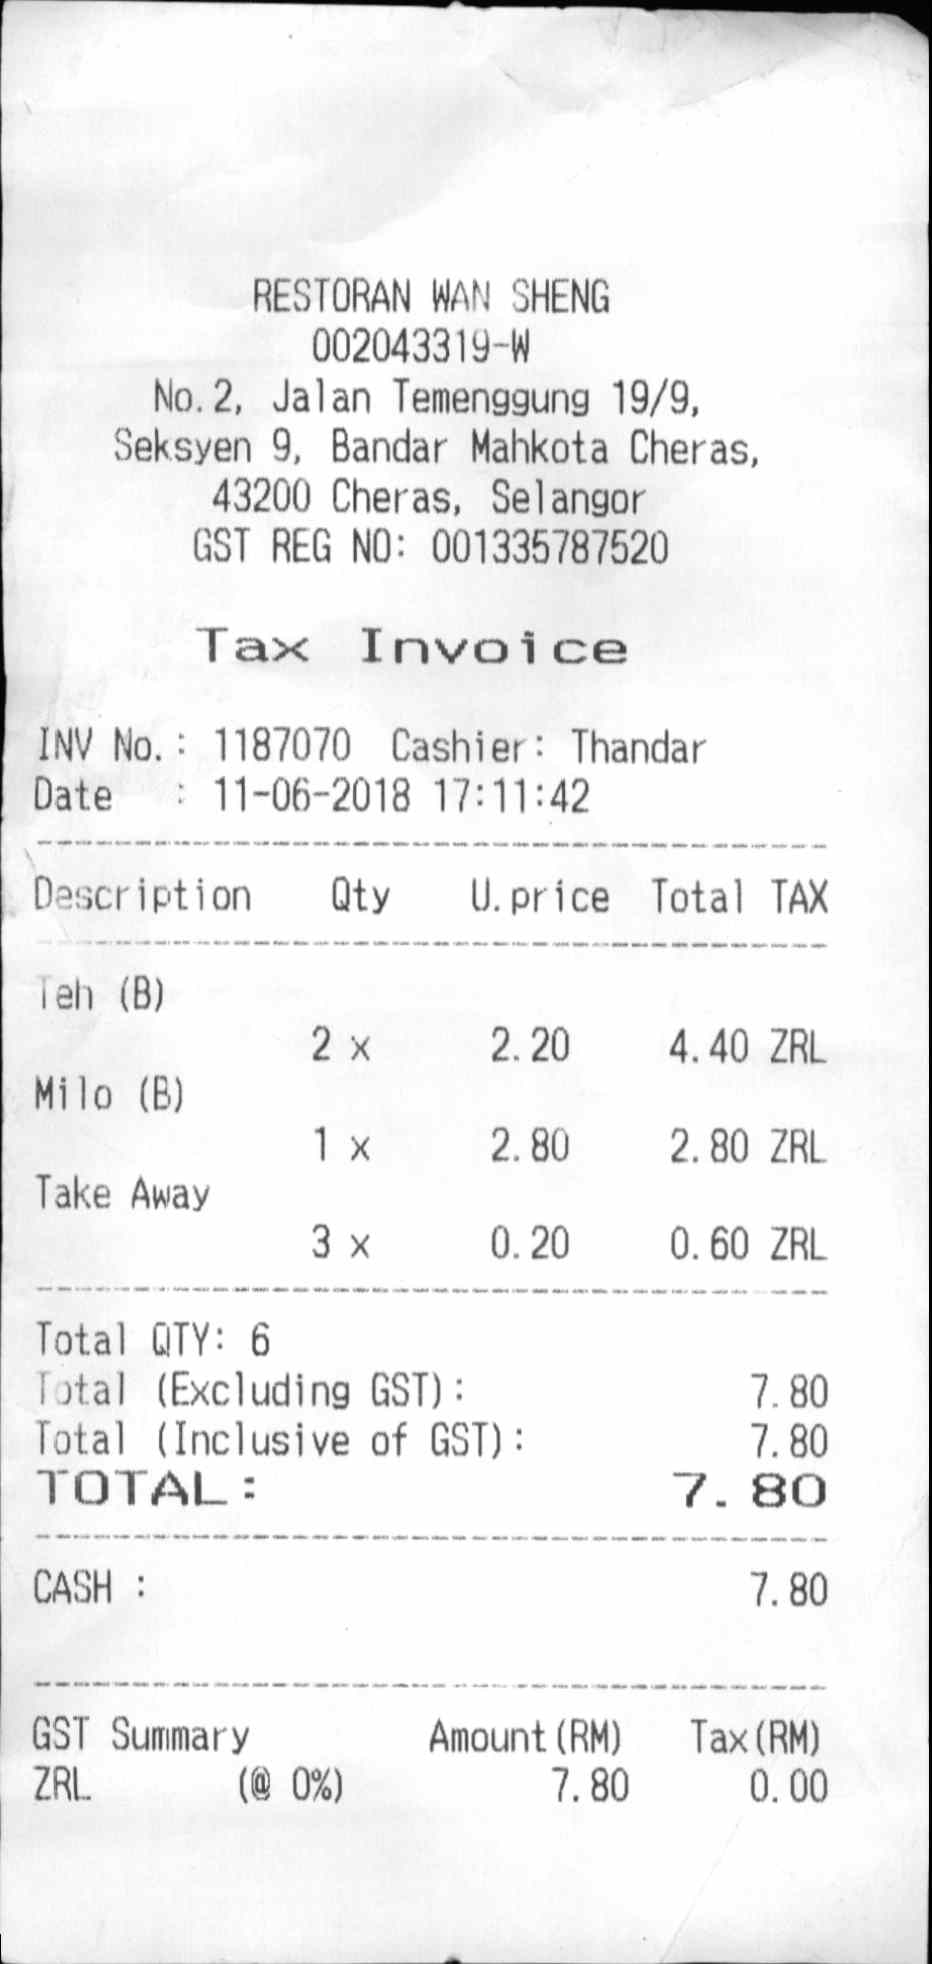 RESTORAN WAN SHENG
002043319-W
No.2, Jalan Temenggung 19/9,
Seksyen 9, Bandar Mahkota Cheras,
43200 Cheras, Selangor
GST REG NO: 001335787520
Tax Invoice
INV No.: 1187070 Cashier: Thandar
Date : 11-06-2018 17:11:42
Description Qty U.price Total TAX
Teh (B)
2 x 2.20 4.40 ZRL
Milo (B)
1 x 2.80 2.80 ZRL
Take Away
3 x 0.20 0.60 ZRL
Total QTY: 6
Total (Excluding GST): 7.80
Total (Inclusive of GST): 7.80
TOTAL: 7.80
CASH : 7.80
GST Summary Amount(RM) Tax(RM)
ZRL (@ 0%) 7.80 0.00